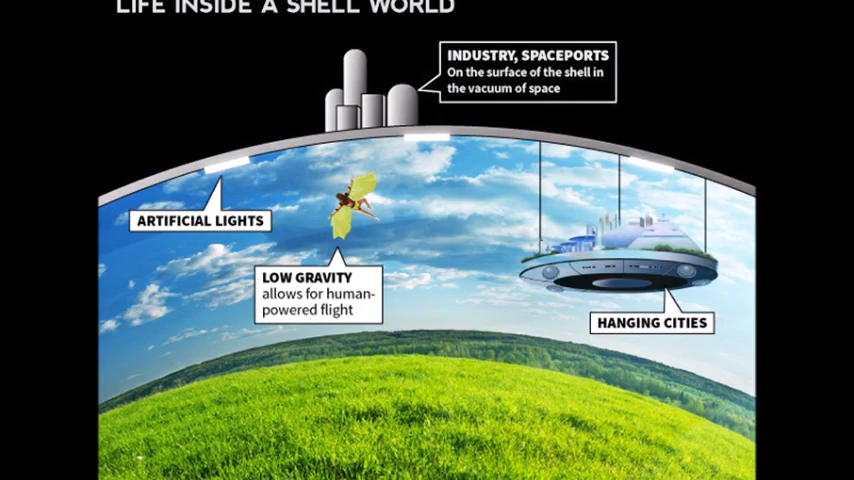 LIFE INSIDE A SHELL WORLD
INDUSTRY, SPACEPORTS
On the surface of the shell in
the vacuum of space
ARTIFICIAL LIGHTS
LOW GRAVITY
allows for human-
powered flight
HANGING CITIES